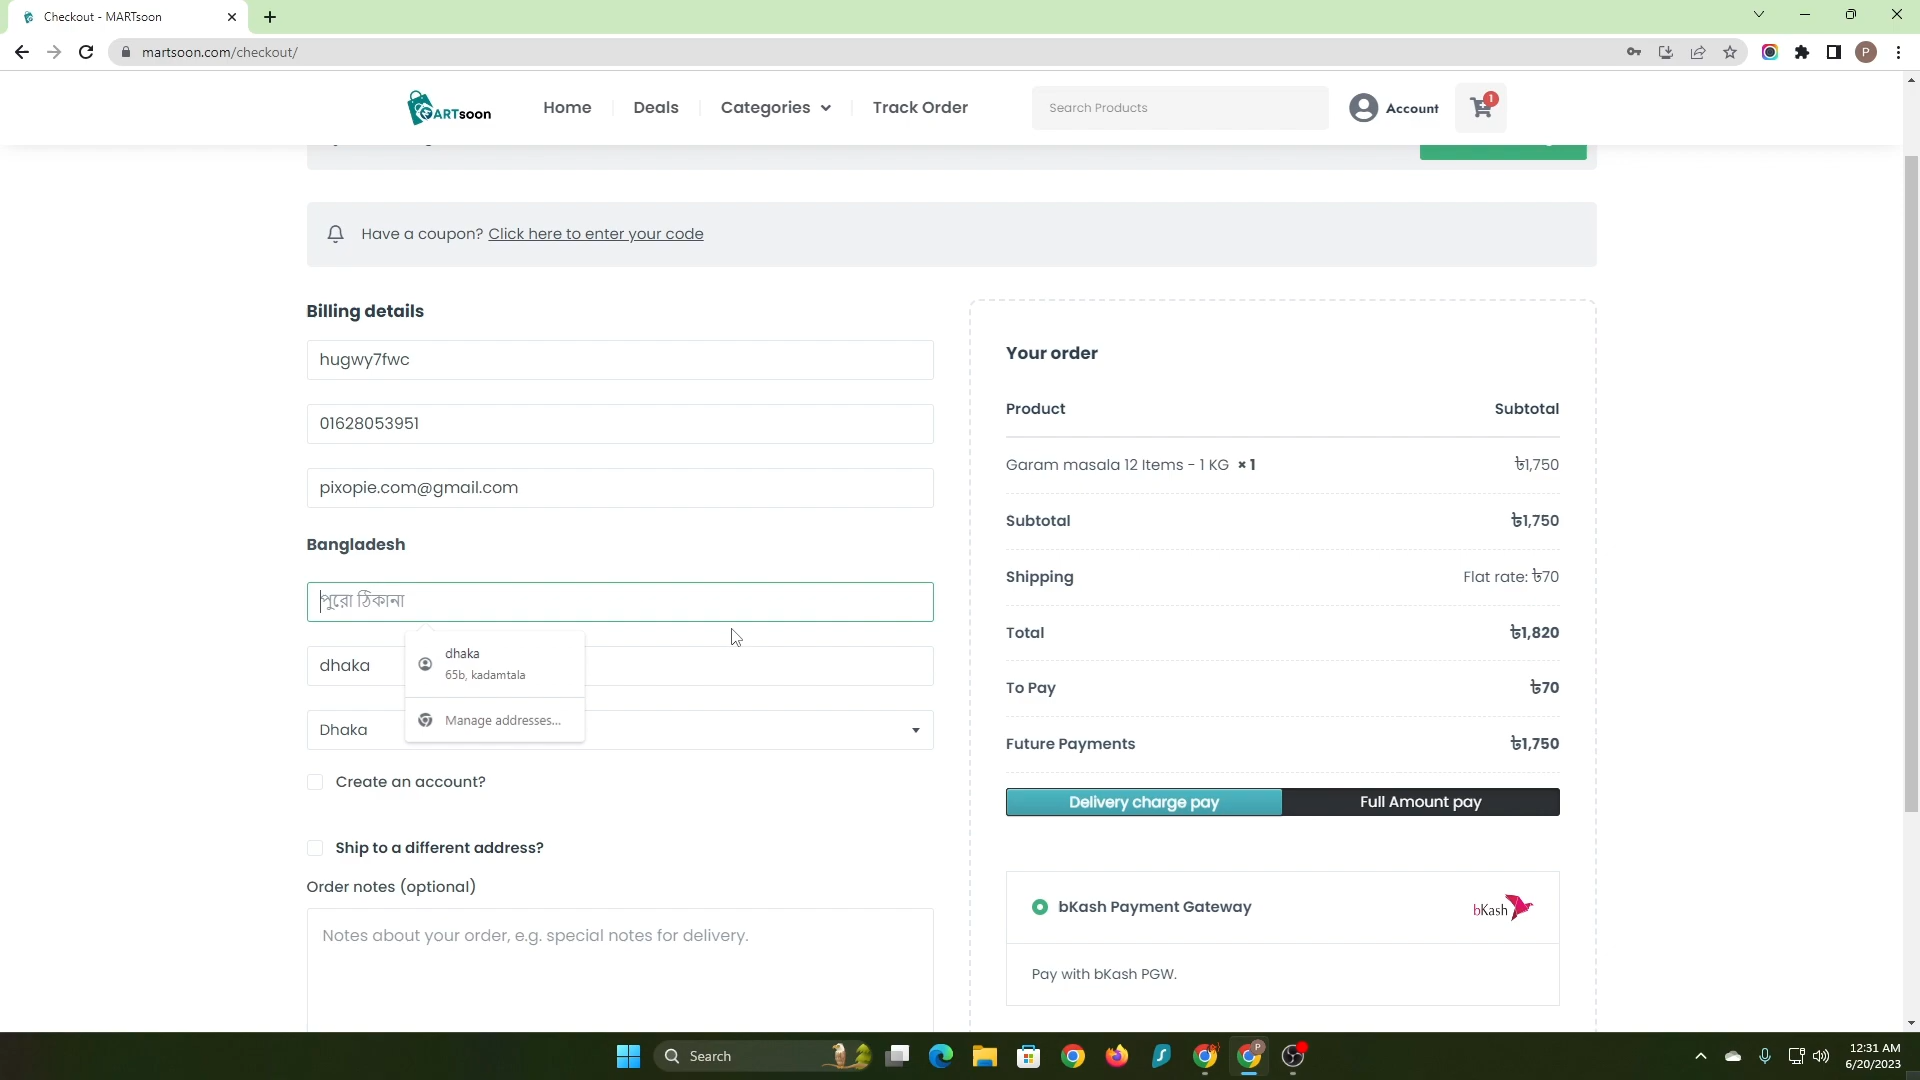 Checkout - MARTsoon
martsoon.com/checkout/
P
MARTsoon
Home
Deals
Categories
Track Order
Search Products
Account
1
Have a coupon? Click here to enter your code
Billing details
hugwy7fwc
01628053951
pixopie.com@gmail.com
Bangladesh
পুরো ঠিকানা
dhaka
65b, kadamtala
Manage addresses...
dhaka
Dhaka
Create an account?
Ship to a different address?
Order notes (optional)
Notes about your order, e.g. special notes for delivery.
Your order
Product Subtotal
Garam masala 12 Items - 1 KG × 1 ৳1,750
Subtotal ৳1,750
Shipping Flat rate: ৳70
Total ৳1,820
To Pay ৳70
Future Payments ৳1,750
Delivery charge pay Full Amount pay
bKash Payment Gateway bKash
Pay with bKash PGW.
Search
P
12:31 AM
6/20/2023